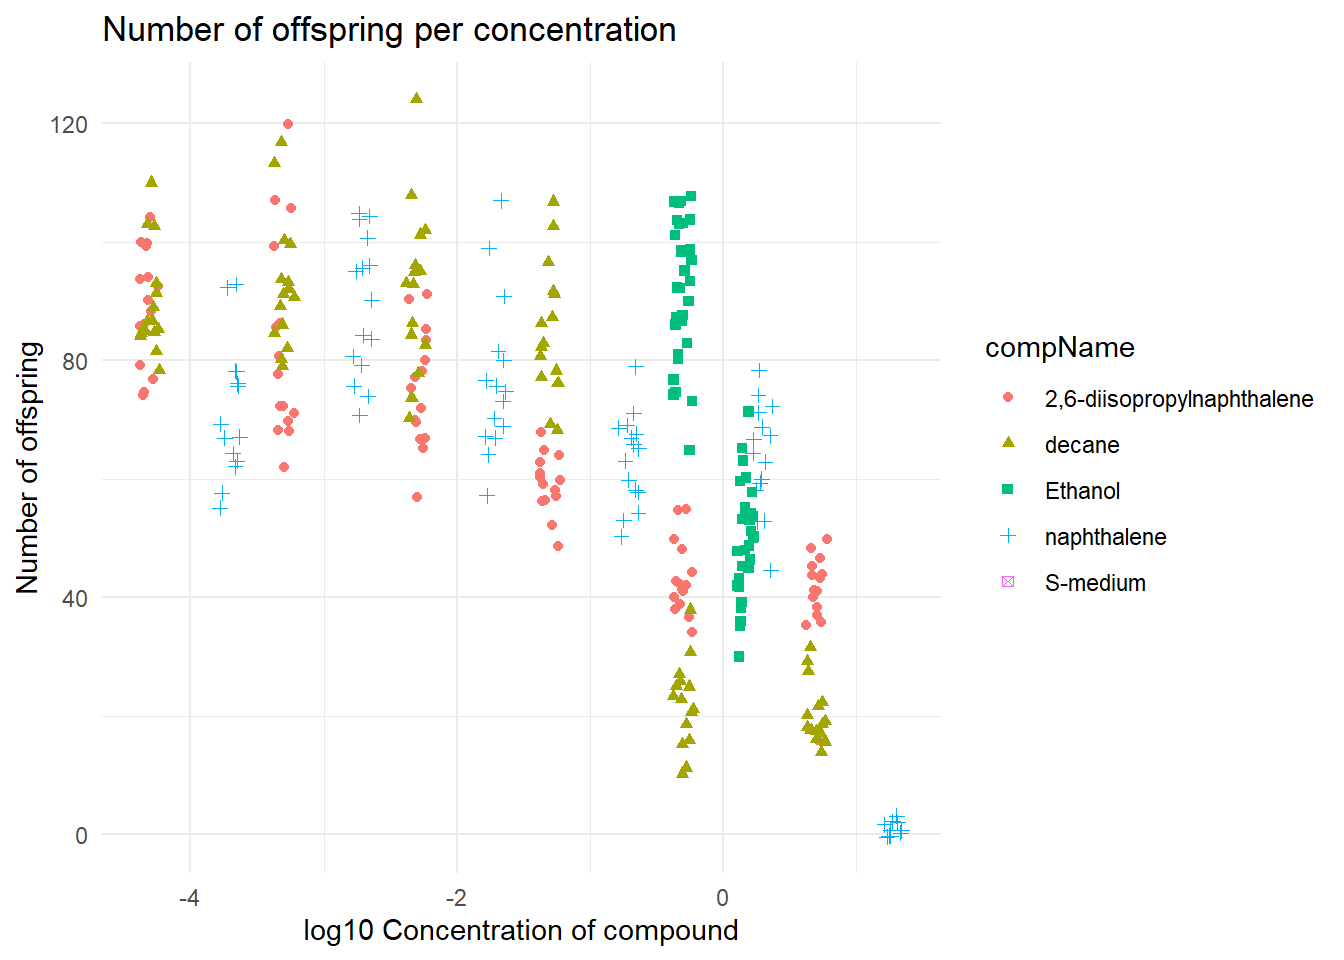 Number of offspring per concentration
120
80
40
0
Number of offspring
-4
-2
0
log10 Concentration of compound
compName
2,6-diisopropylnaphthalene
decane
Ethanol
naphthalene
S-medium